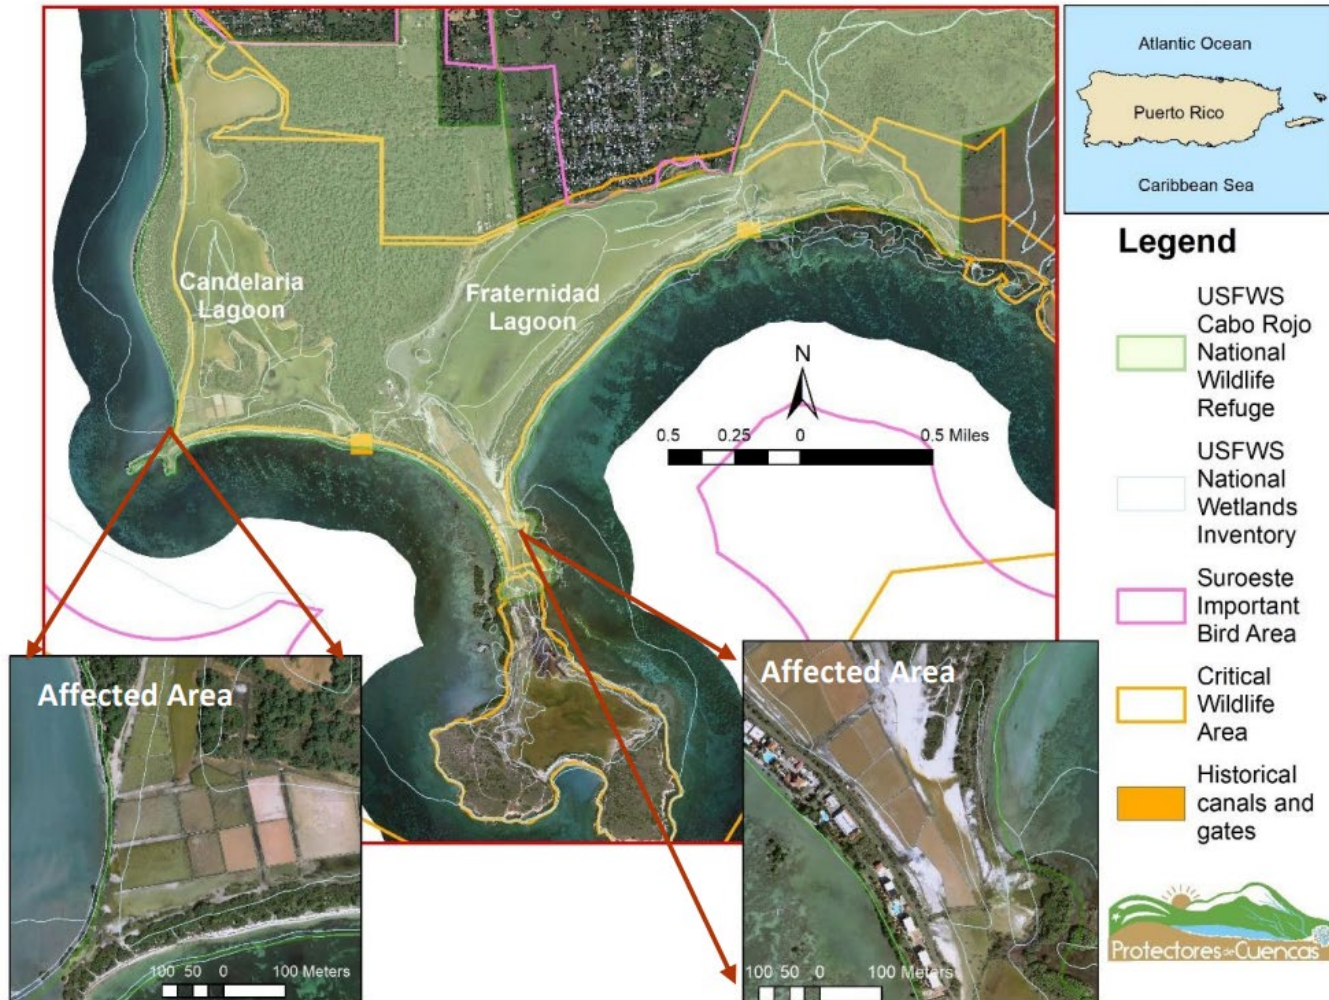 Atlantic Ocean
Puerto Rico
Caribbean Sea
Candelaria
Lagoon
Fraternidad
Lagoon
N
0.5 0.25 0 0.5 Miles
Legend
USFWS
Cabo Rojo
National
Wildlife
Refuge
USFWS
National
Wetlands
Inventory
Suroeste
Important
Bird Area
Critical
Wildlife
Area
Historical
canals and
gates
Affected Area
100 50 0 100 Meters
Affected Area
100 50 0 100 Meters
Protectores de Cuencas